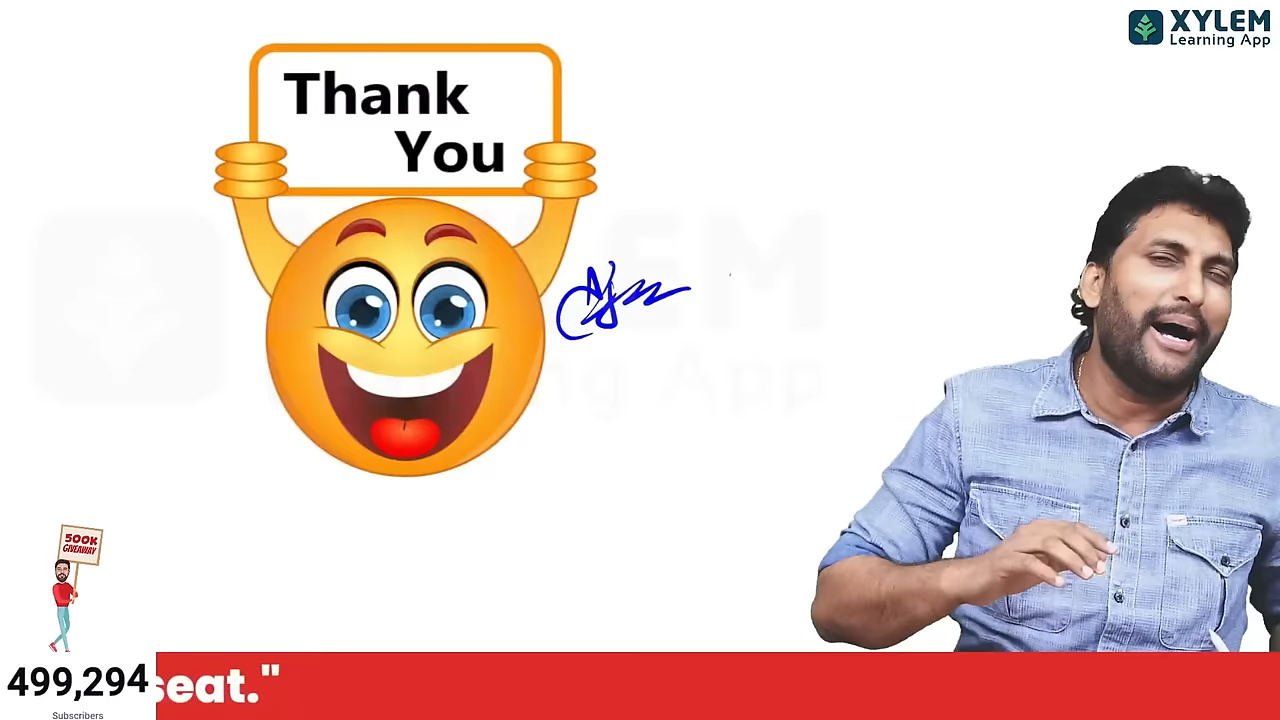 XYLEM
Learning App
Thank
You
500K
GIVEAWAY
499,294
Subscribers
seat."